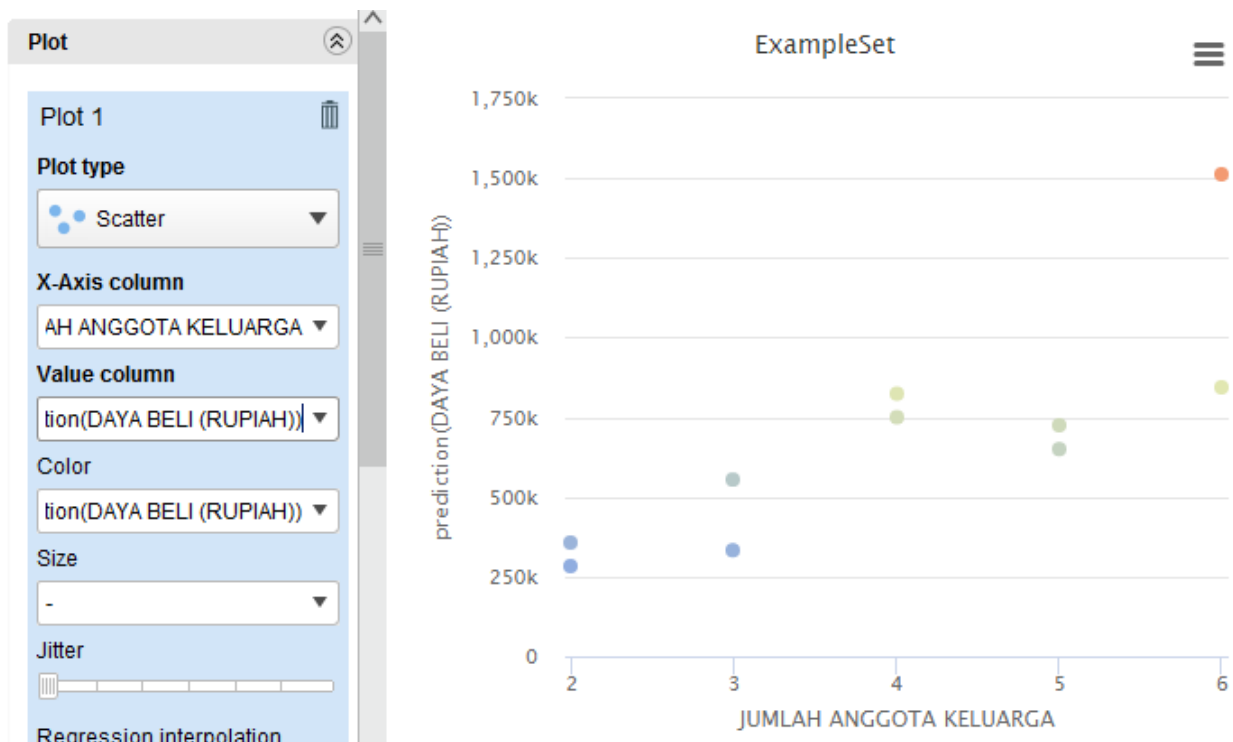 Plot
Plot 1
Plot type
Scatter
X-Axis column
AH ANGGOTA KELUARGA
Value column
tion(DAYA BELI (RUPIAH))
Color
tion(DAYA BELI (RUPIAH))
Size
-
Jitter
Regression interpolation
ExampleSet
prediction(DAYA BELI (RUPIAH))
1,750k
1,500k
1,250k
1,000k
750k
500k
250k
0
2 3 4 5 6
JUMLAH ANGGOTA KELUARGA